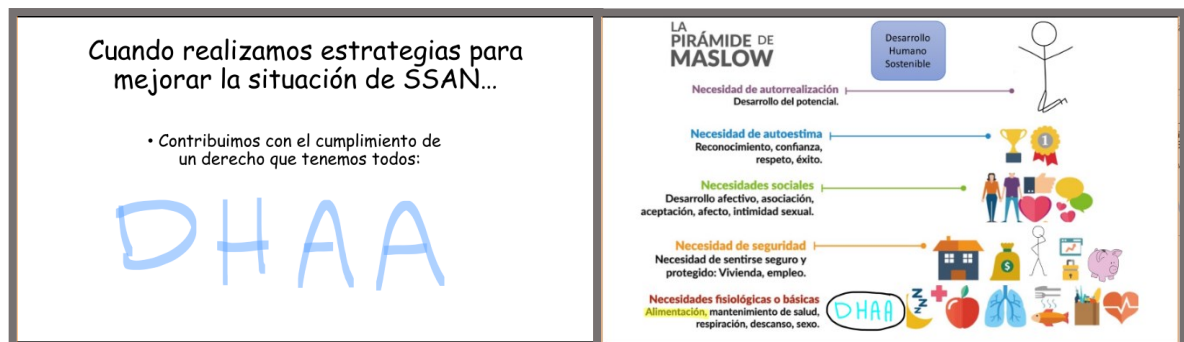 Cuando realizamos estrategias para
mejorar la situación de SSAN...
• Contribuimos con el cumplimiento de
un derecho que tenemos todos:
DHAA
LA
PIRÁMIDE DE
MASLOW
Desarrollo
Humano
Sostenible
Necesidad de autorrealización
Desarrollo del potencial.
Necesidad de autoestima
Reconocimiento, confianza,
respeto, éxito.
1
Necesidades sociales
Desarrollo afectivo, asociación,
aceptación, afecto, intimidad sexual.
Necesidad de seguridad
Necesidad de sentirse seguro y
protegido: Vivienda, empleo.
$
Necesidades fisiológicas o básicas
Alimentación, mantenimiento de salud,
respiración, descanso, sexo.
DHAA
Z
Z
Z